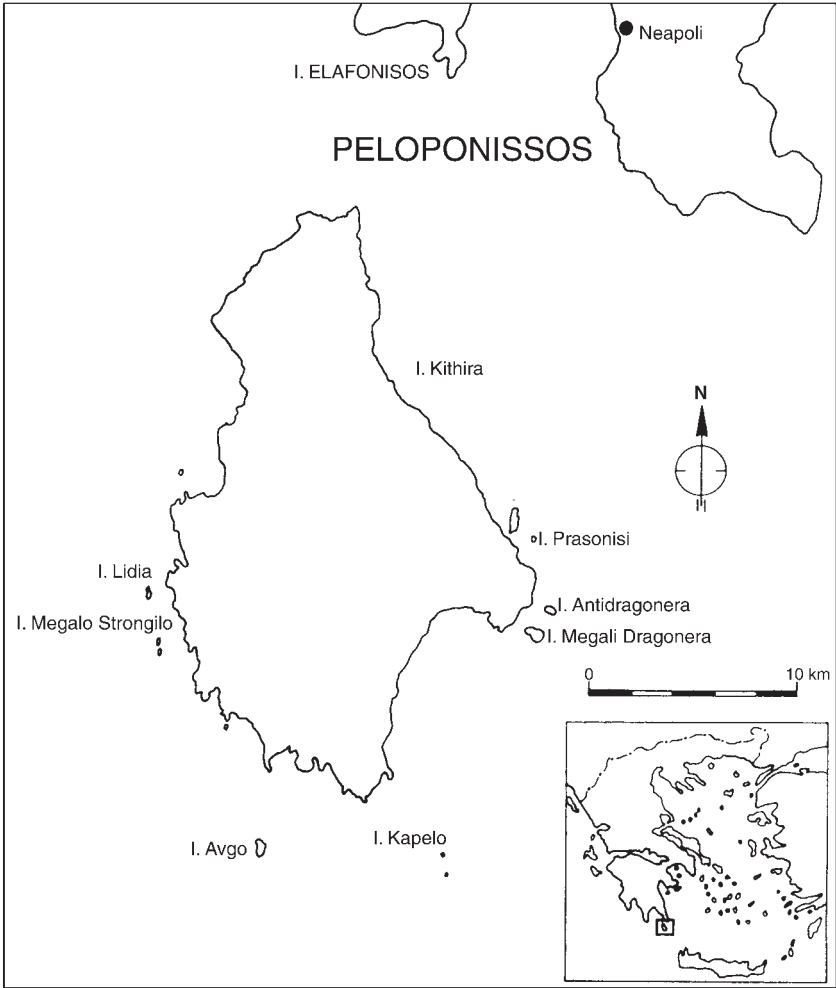 Neapoli
I. ELAFONISOS
PELOPONISSOS
I. Kithira
N
I. Prasonisi
I. Lidia
I. Antidragonera
I. Megalo Strongilo
I. Megali Dragonera
0 10 km
I. Avgo
I. Kapelo